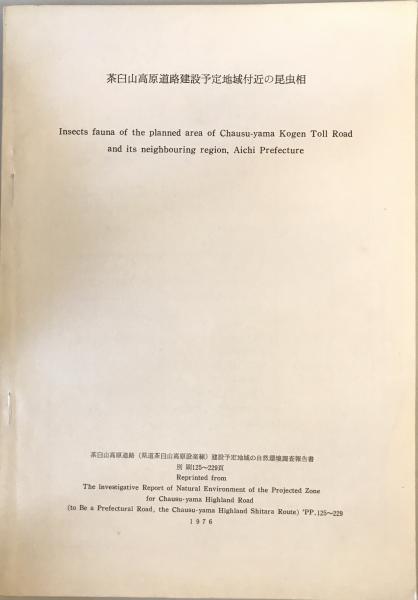 茶臼山高原道路建設予定地域付近の昆虫相
Insects fauna of the planned area of Chausu-yama Kogen Toll Road
and its neighbouring region, Aichi Prefecture
茶臼山高原道路（県道茶臼山高原設楽線）建設予定地域の自然環境調査報告書
別 刷125〜229頁
Reprinted from
The Investigative Report of Natural Environment of the Projected Zone
for Chausu-yama Highland Road
(to Be a Prefectural Road, the Chausu-yama Highland Shitara Route) 'PP.125〜229
1976